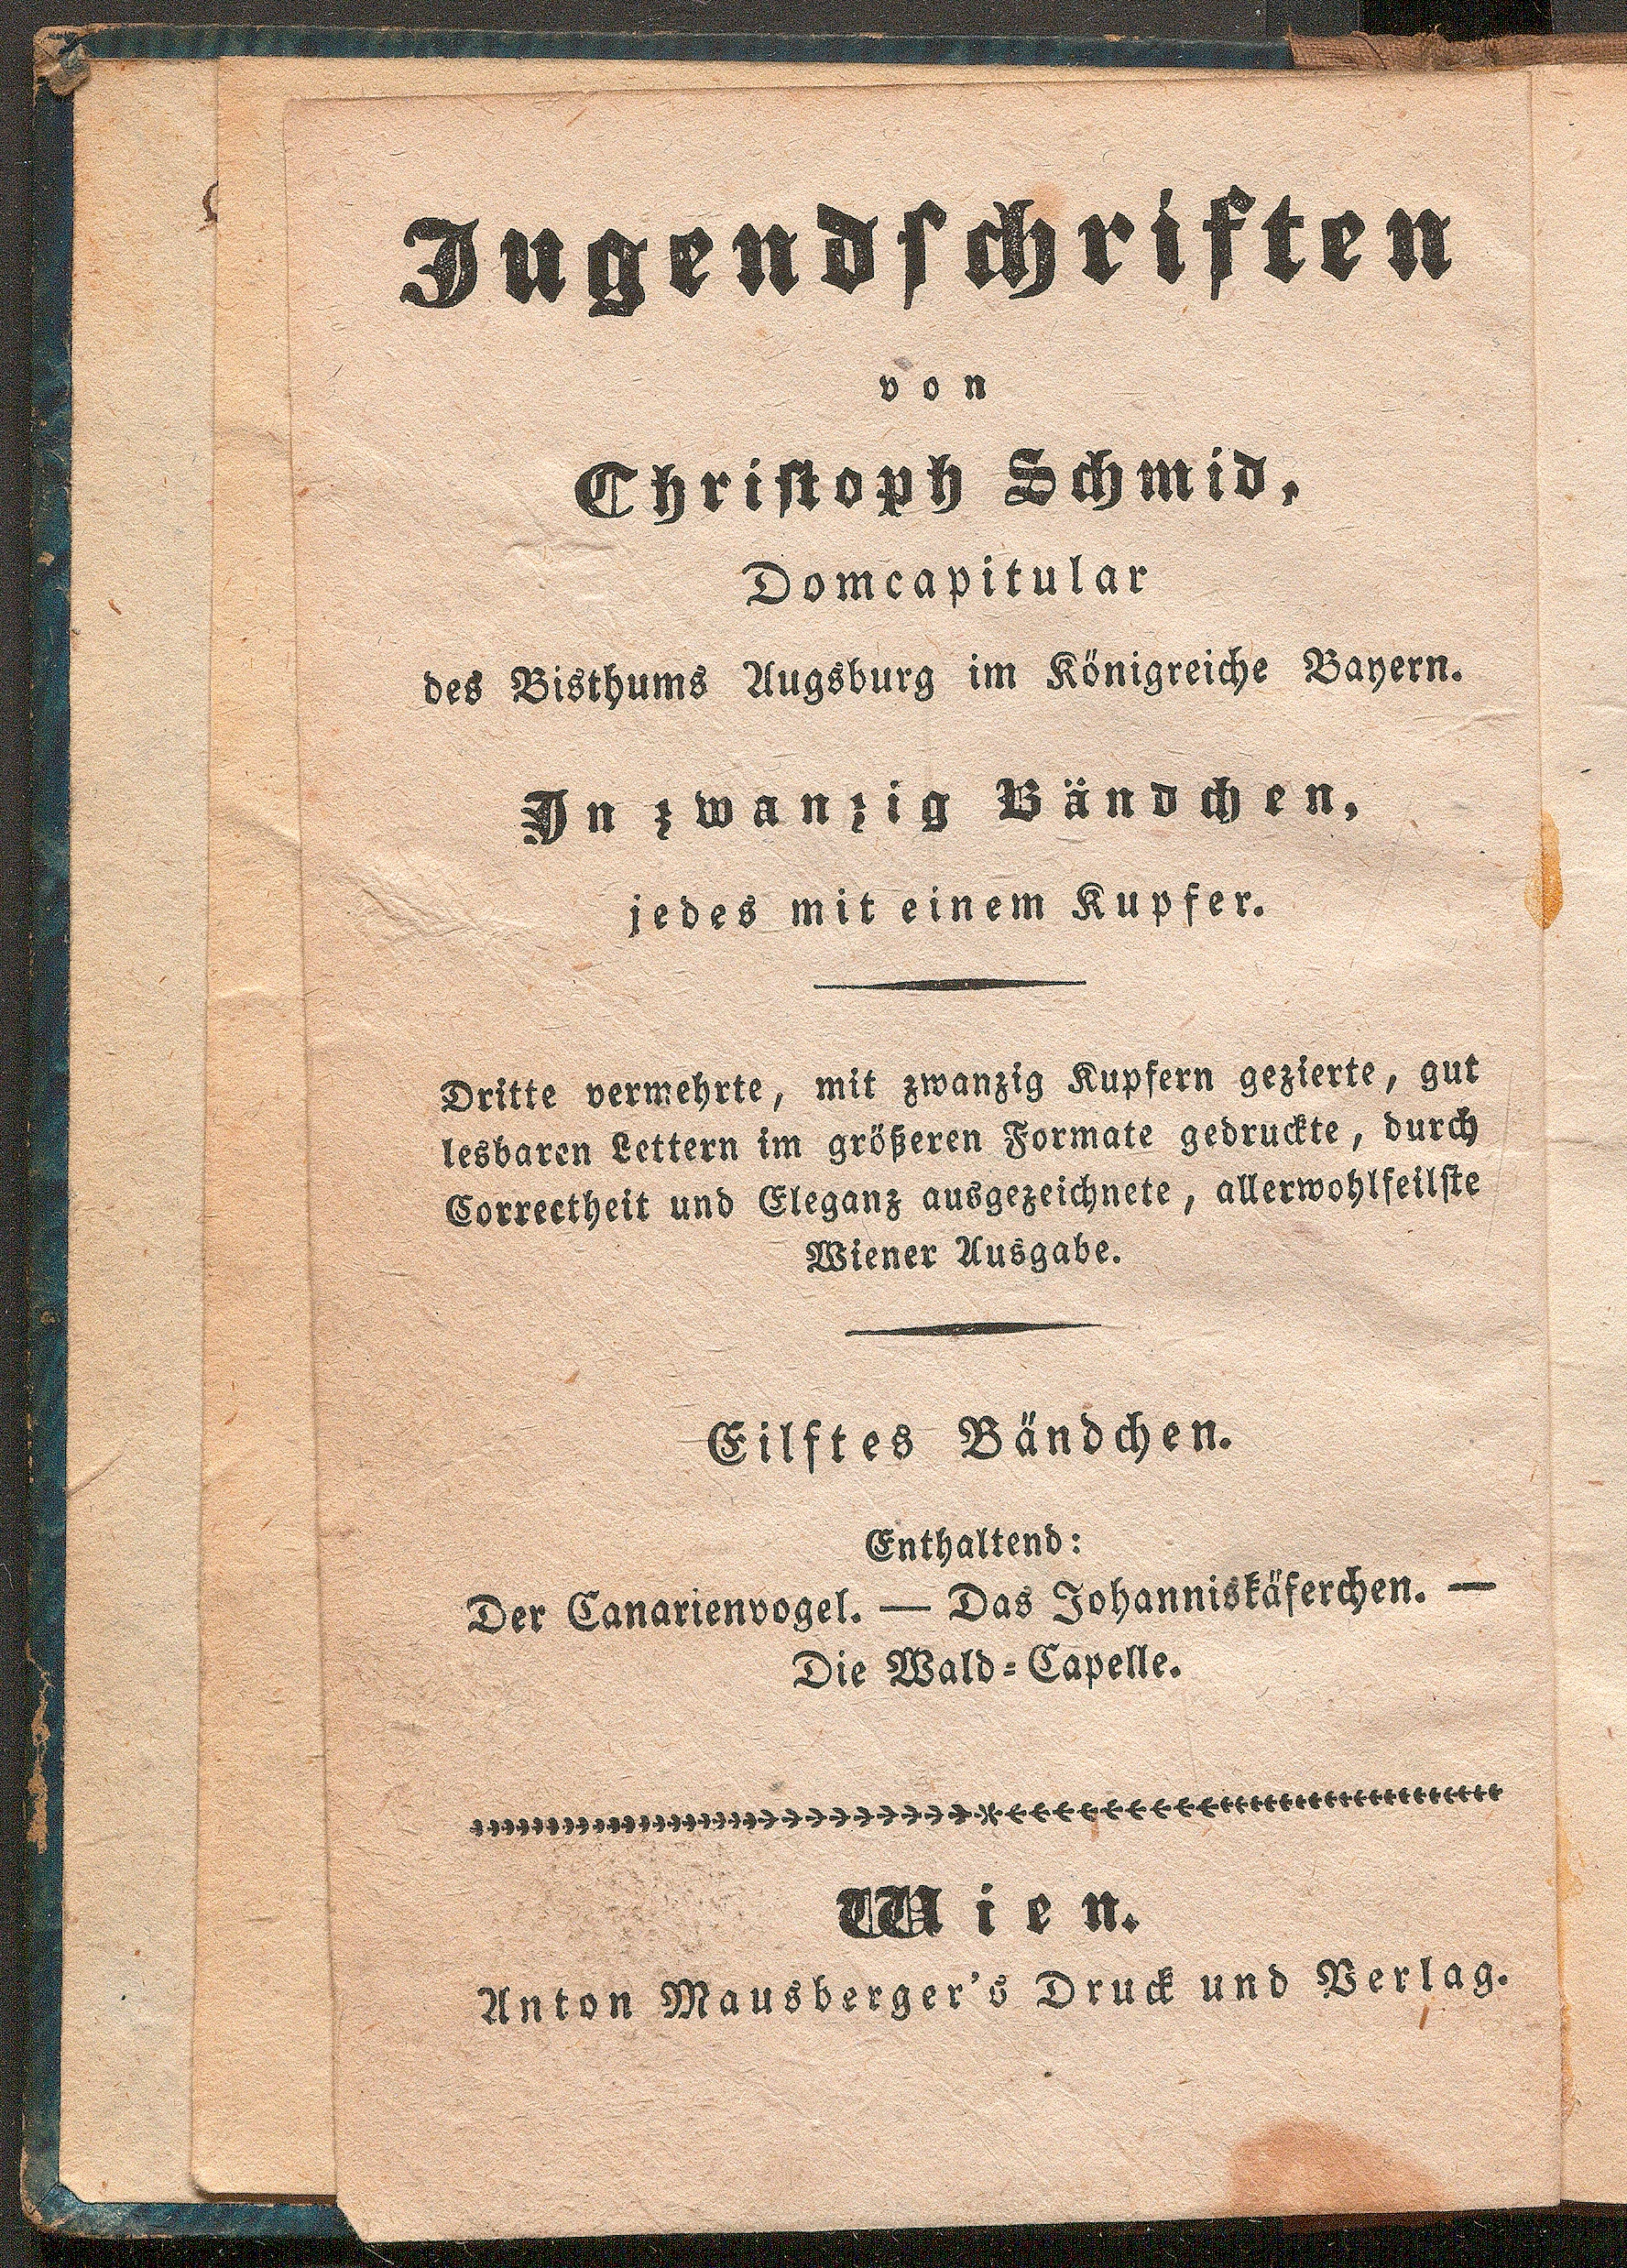 Jugendſchriften
von
Chriſtoph Schmid,
Domcapitular
des Bisthums Augsburg im Königreiche Bayern.
In zwanzig Bändchen,
jedes mit einem Kupfer.
Dritte vermehrte, mit zwanzig Kupfern gezierte, gut
lesbaren Lettern im größeren Formate gedruckte, durch
Correctheit und Eleganz ausgezeichnete, allerwohlfeilſte
Wiener Ausgabe.
Eilftes Bändchen.
Enthaltend:
Der Canarienvogel. — Das Johanniskäferchen. —
Die Wald-Capelle.
Wien.
Anton Mausberger's Druck und Verlag.